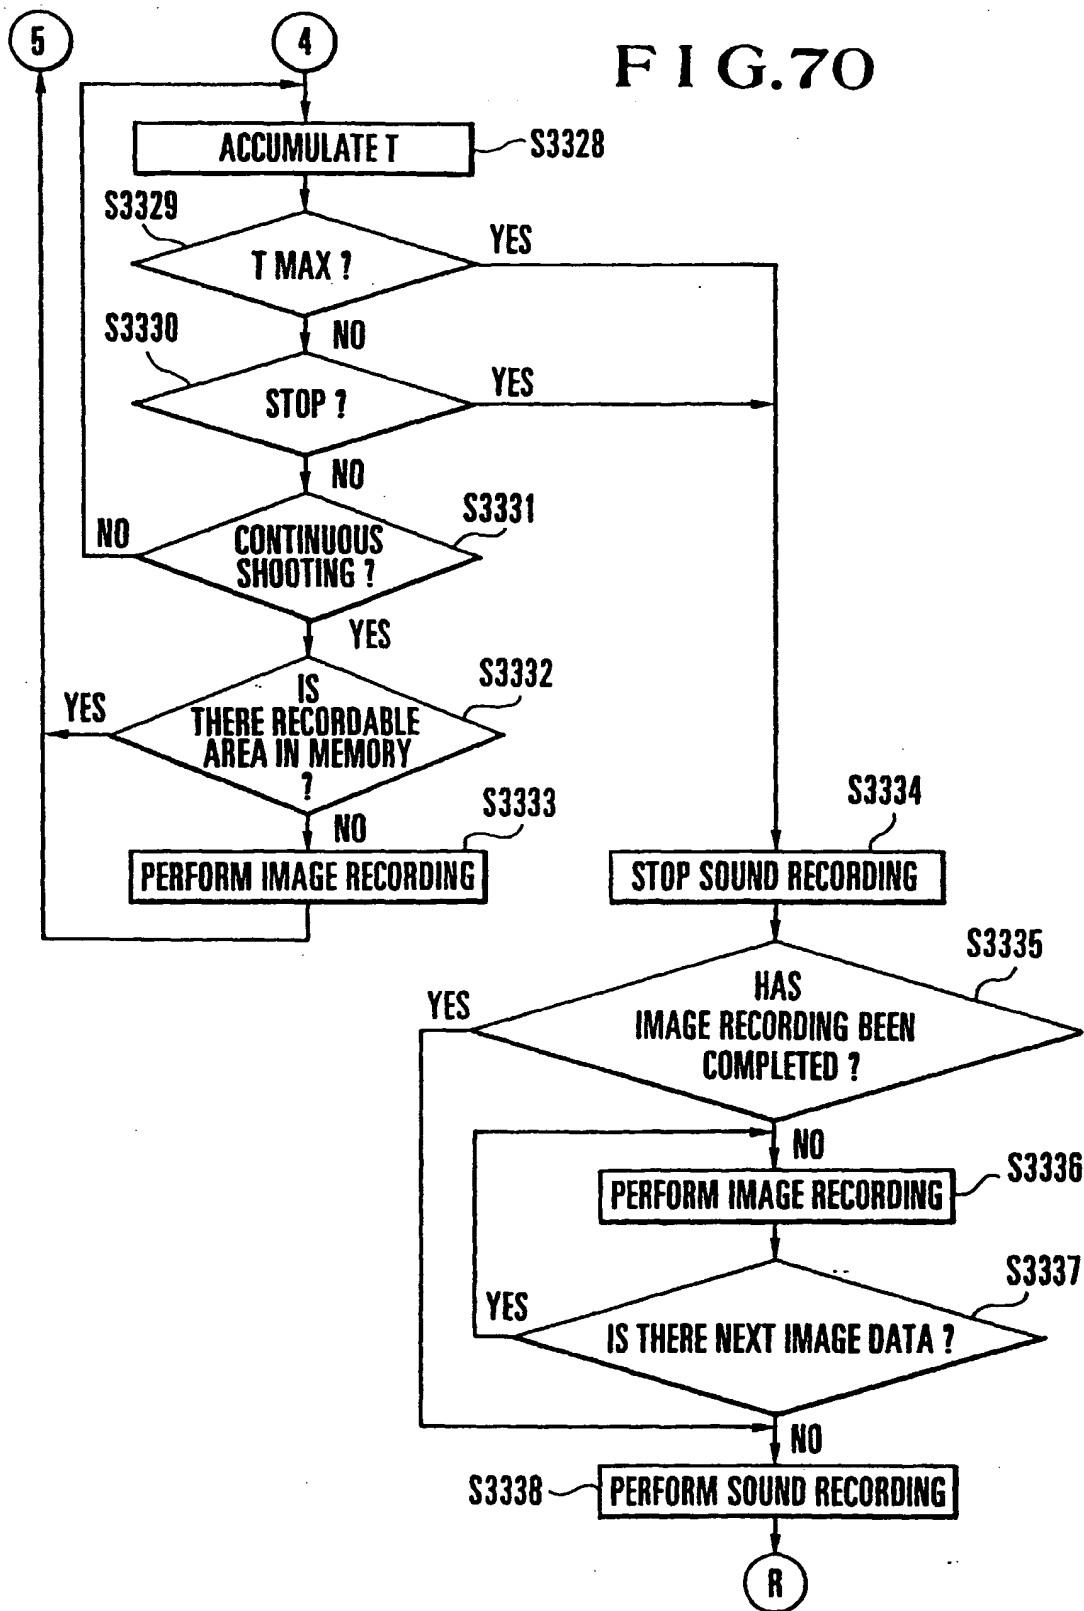 5
4
FIG.70
ACCUMULATE T
S3328
S3329
T MAX ?
YES
NO
S3330
STOP ?
YES
NO
S3331
CONTINUOUS
SHOOTING ?
NO
YES
S3332
IS
THERE RECORDABLE
AREA IN MEMORY
?
YES
NO
S3333
PERFORM IMAGE RECORDING
S3334
STOP SOUND RECORDING
S3335
HAS
IMAGE RECORDING BEEN
COMPLETED ?
YES
NO
S3336
PERFORM IMAGE RECORDING
S3337
IS THERE NEXT IMAGE DATA ?
YES
NO
S3338
PERFORM SOUND RECORDING
R